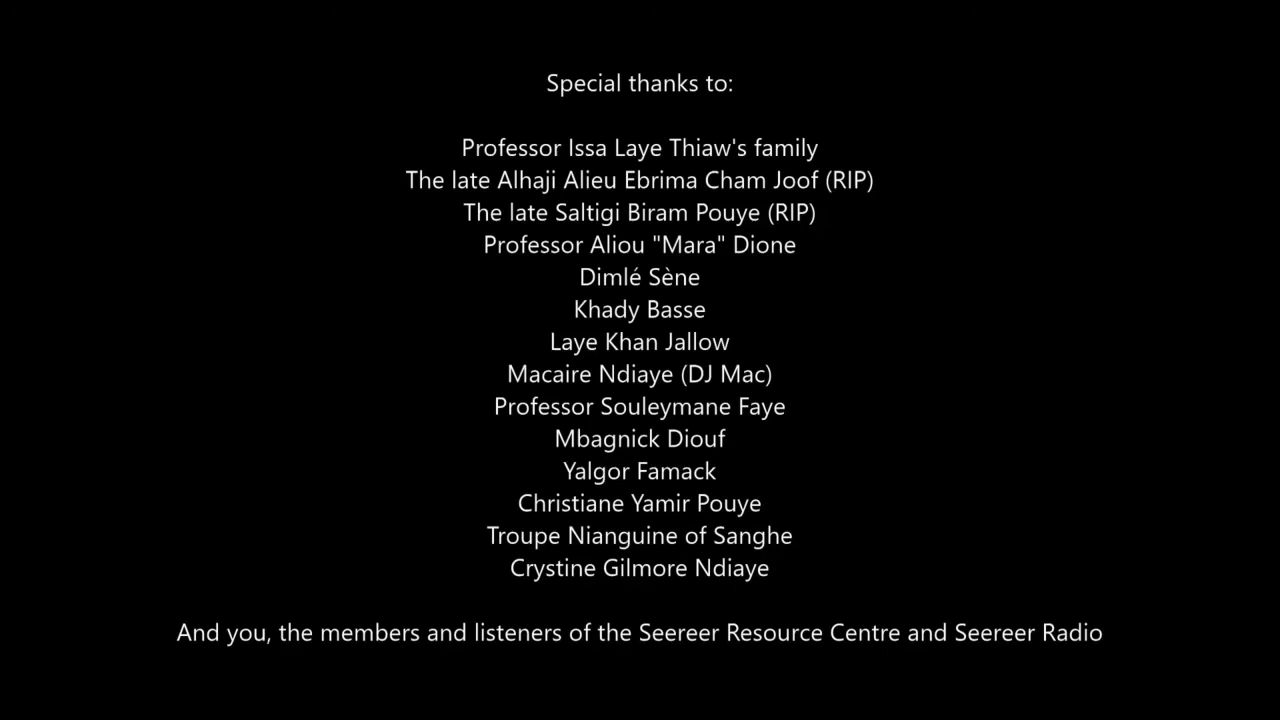 Special thanks to:
Professor Issa Laye Thiaw's family
The late Alhaji Alieu Ebrima Cham Joof (RIP)
The late Saltigi Biram Pouye (RIP)
Professor Aliou "Mara" Dione
Dimlé Sène
Khady Basse
Laye Khan Jallow
Macaire Ndiaye (DJ Mac)
Professor Souleymane Faye
Mbagnick Diouf
Yalgor Famack
Christiane Yamir Pouye
Troupe Nianguine of Sanghe
Crystine Gilmore Ndiaye
And you, the members and listeners of the Seereer Resource Centre and Seereer Radio